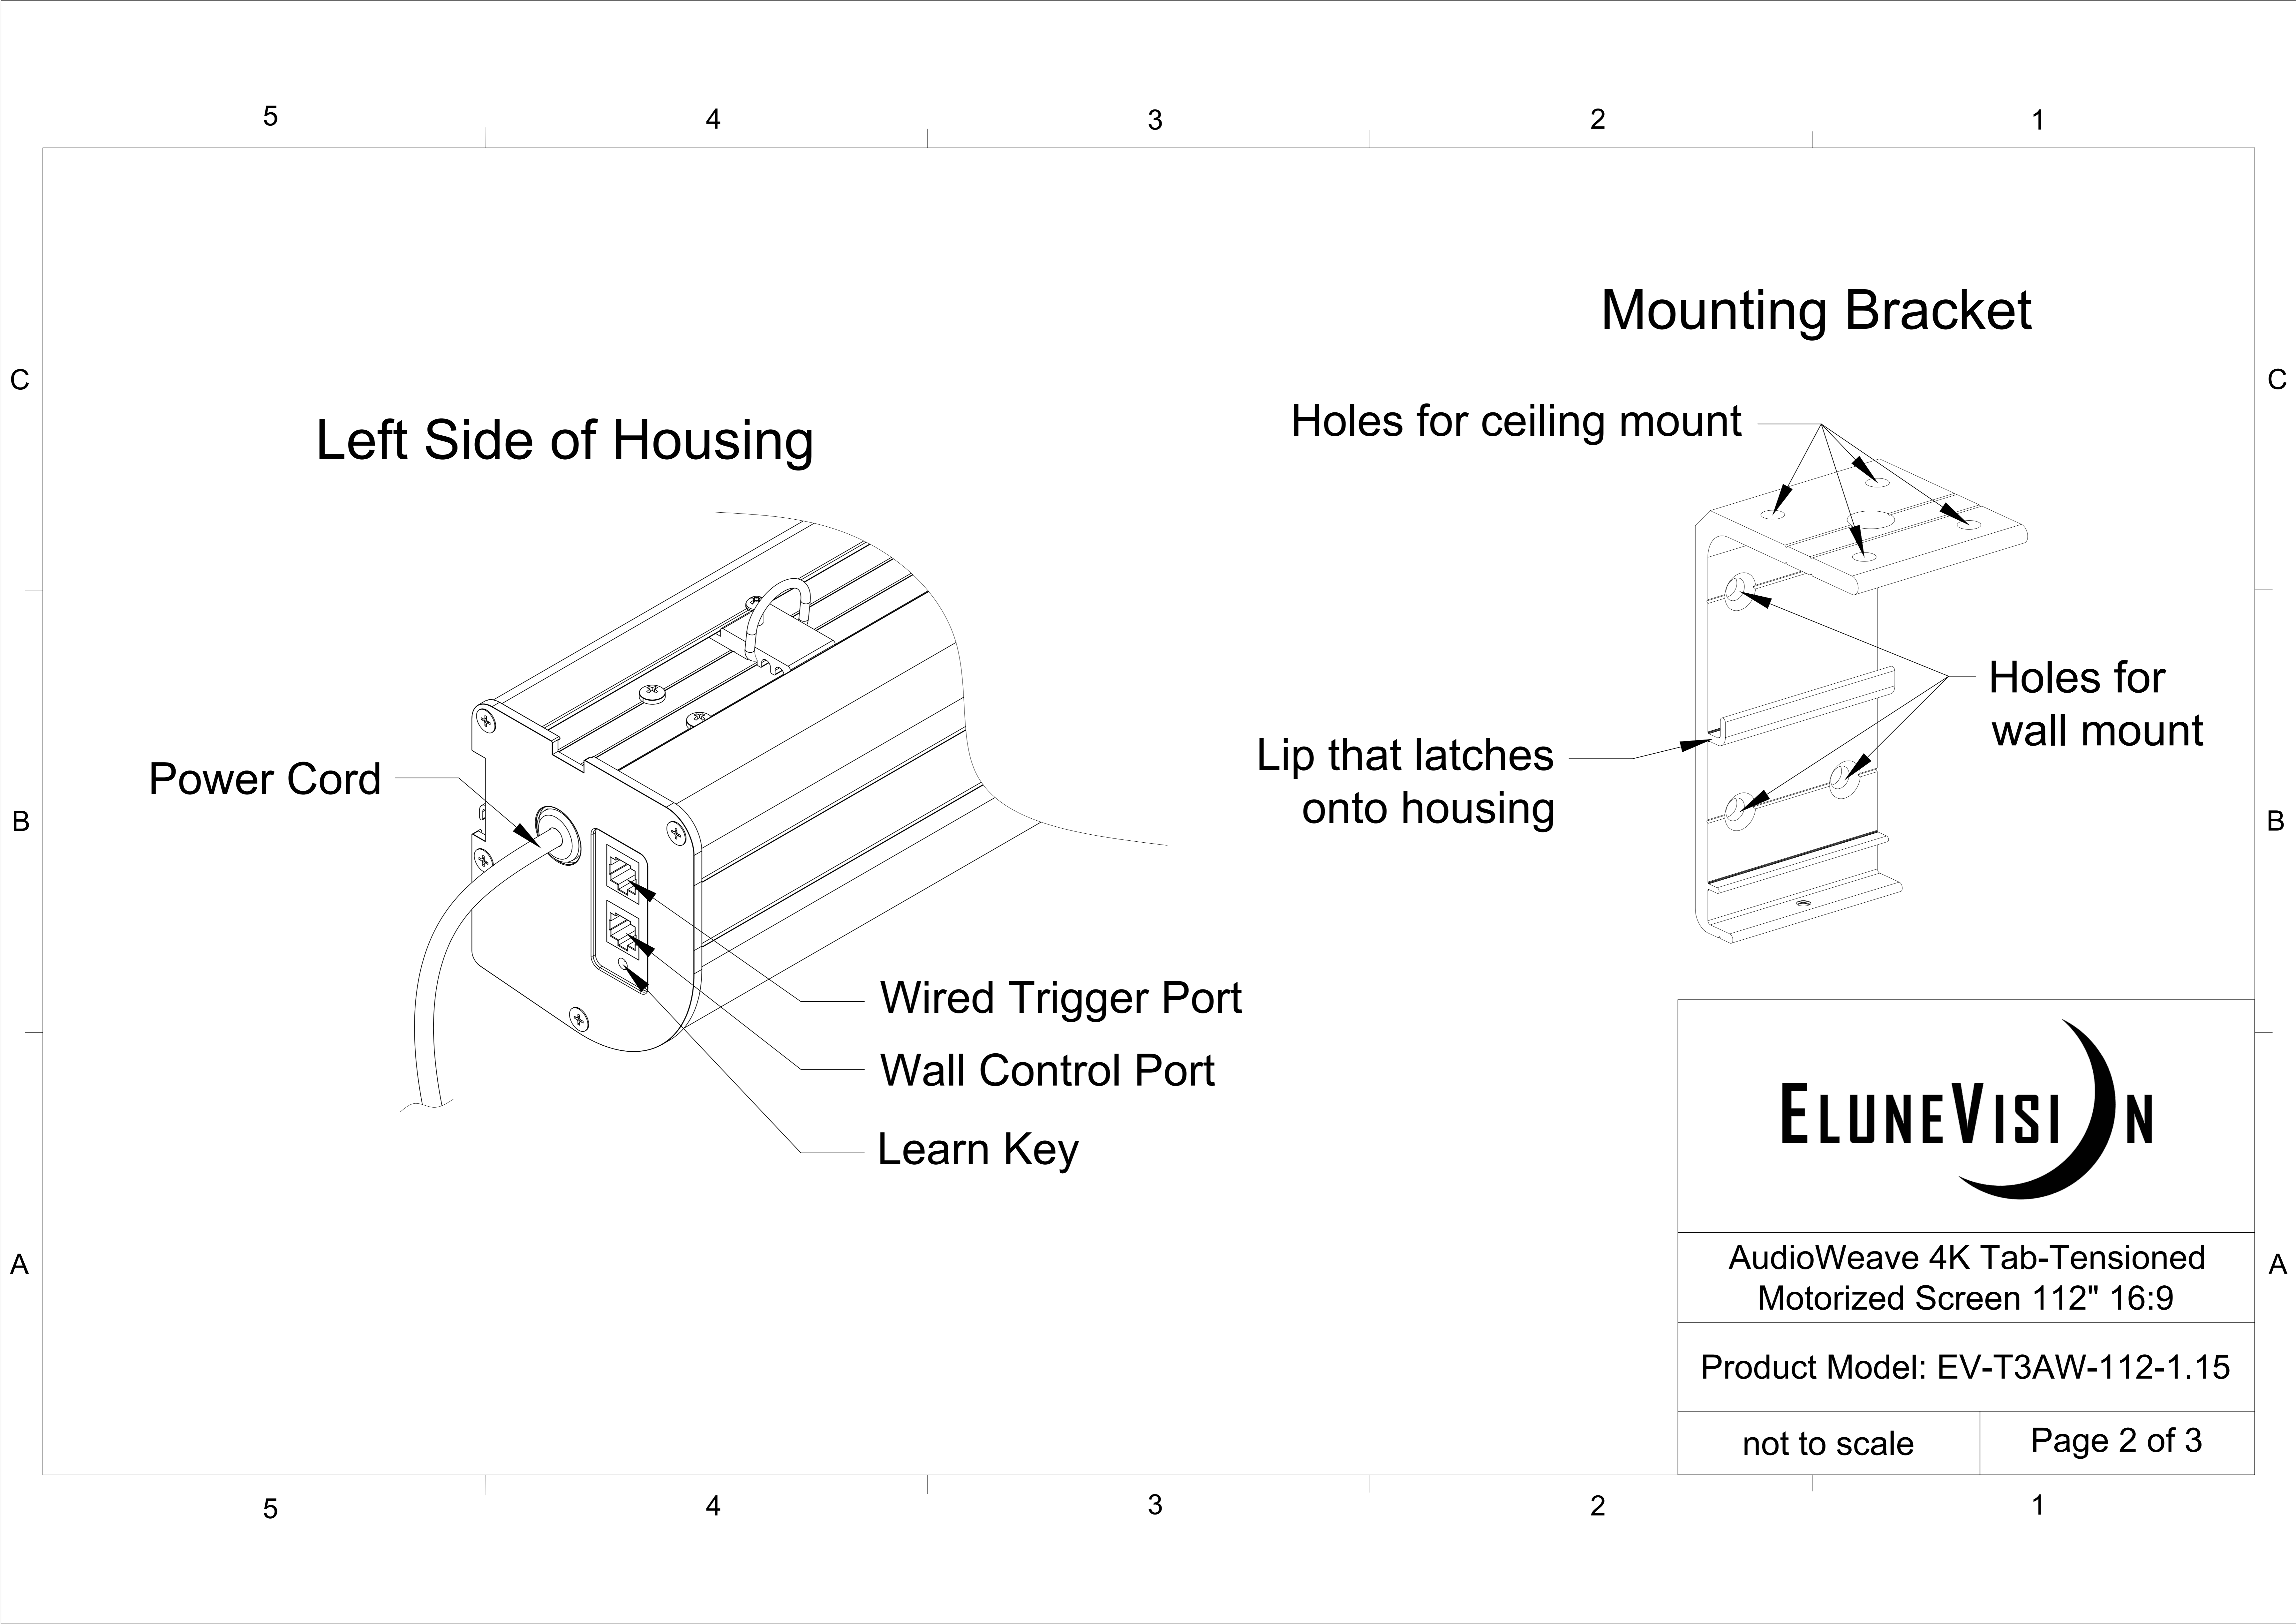 5 4 3 2 1
Mounting Bracket
C C
Holes for ceiling mount
Left Side of Housing
Holes for
wall mount
Lip that latches
onto housing
Power Cord
B B
Wired Trigger Port
Wall Control Port
Learn Key
ELUNEVISION
A A
AudioWeave 4K Tab-Tensioned
Motorized Screen 112" 16:9
Product Model: EV-T3AW-112-1.15
not to scale
Page 2 of 3
5 4 3 2 1